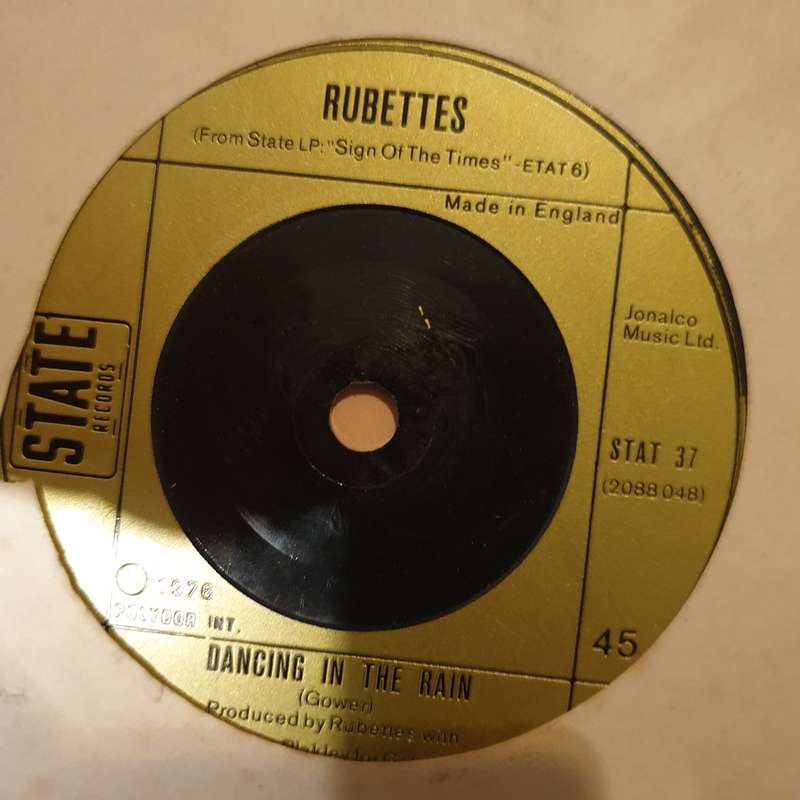 RUBETTES
(From State LP: "Sign Of The Times" - ETAT 6)
Made in England
STATE
RECORDS
Jonalco
Music Ltd.
STAT 37
(2088 048)
1976
POLYDOR INT.
45
DANCING IN THE RAIN
(Gower)
Produced by Rubettes with